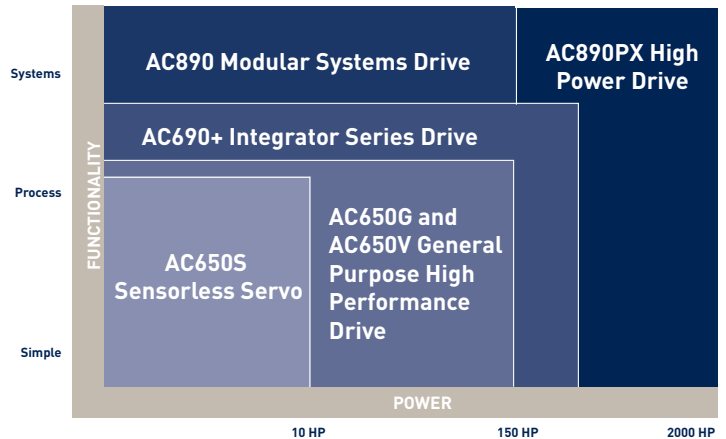 Systems
AC890 Modular Systems Drive
AC890PX High
Power Drive
AC690+ Integrator Series Drive
Process
FUNCTIONALITY
AC650G and
AC650V General
Purpose High
Performance
Drive
AC650S
Sensorless Servo
Simple
POWER
10 HP
150 HP
2000 HP